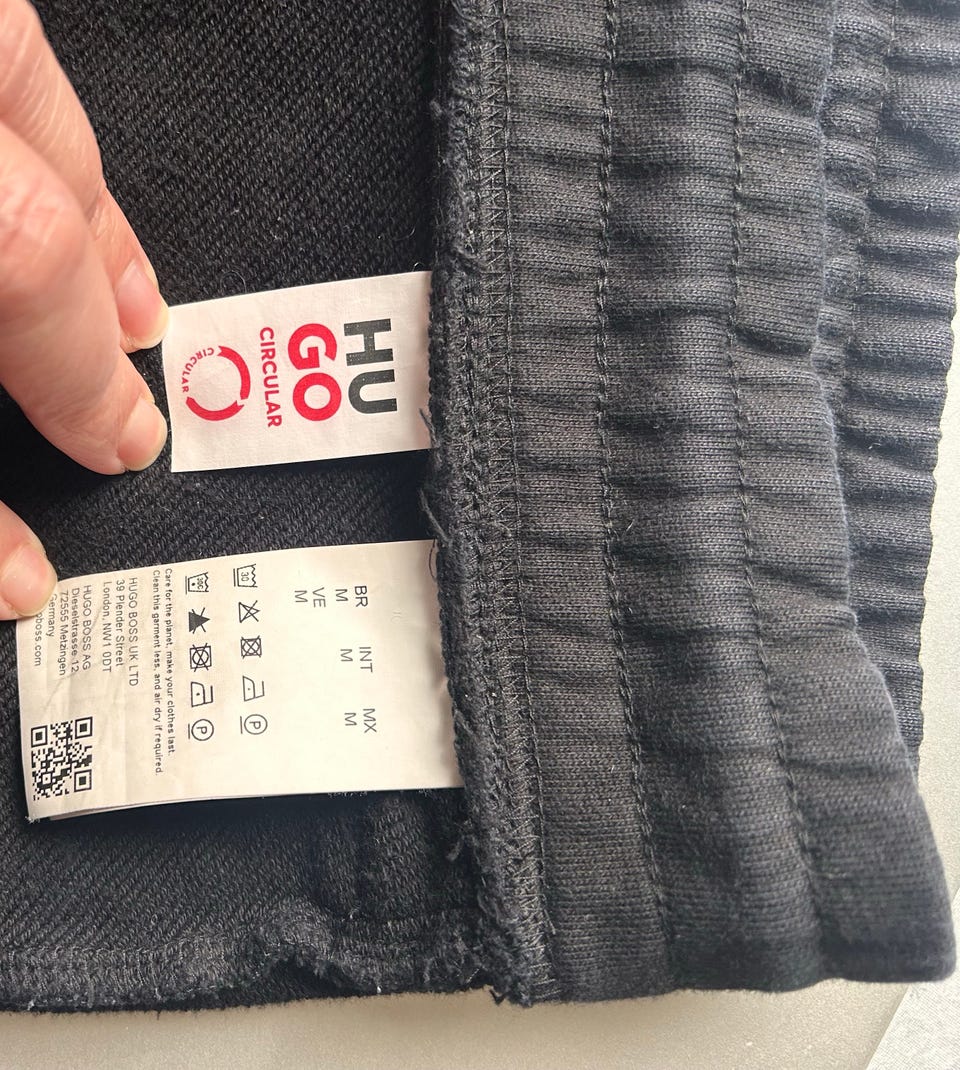 HU
GO
CIRCULAR
CIRCULAR
BR INT MX
M M M
VE
M
30
30C
Care for the planet, make your clothes last.
Clean this garment less, and air dry if required.
HUGO BOSS UK LTD
39 Plender Street
London, NW1 0DT
HUGO BOSS AG
Dieselstrasse 12
72555 Metzingen
Germany
boss.com